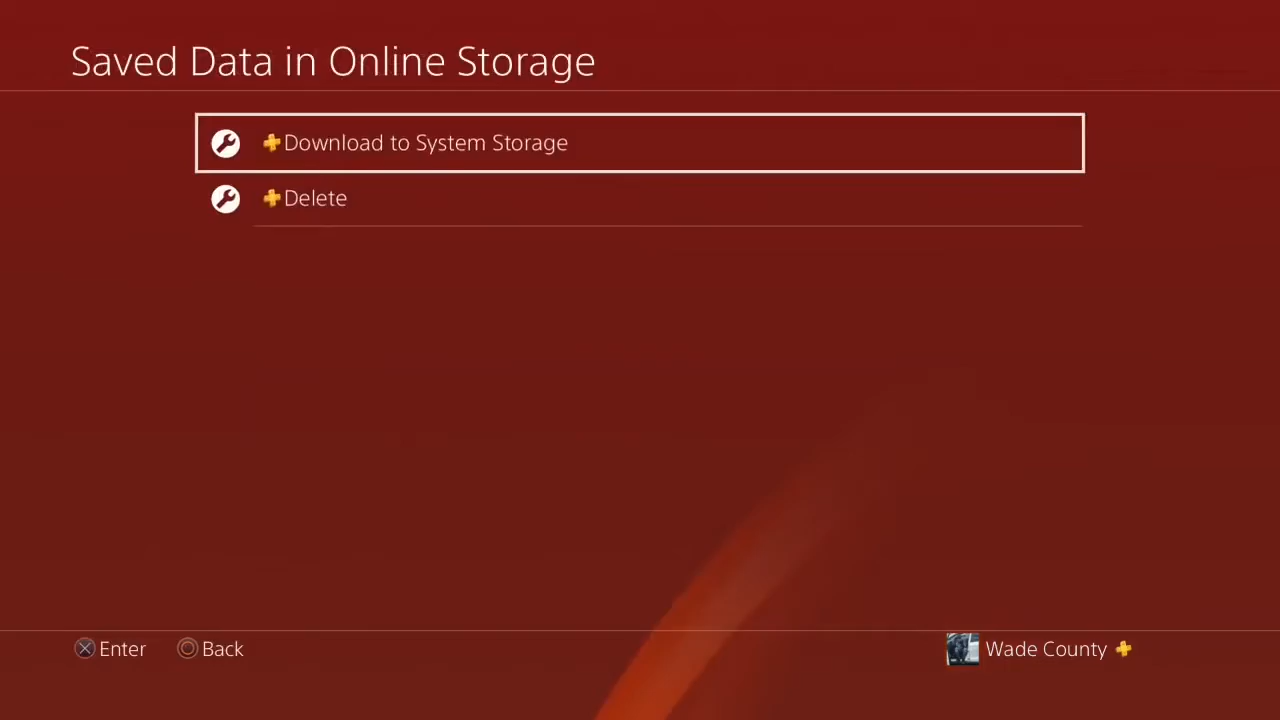 Saved Data in Online Storage
Download to System Storage
Delete
Enter
Back
Wade County